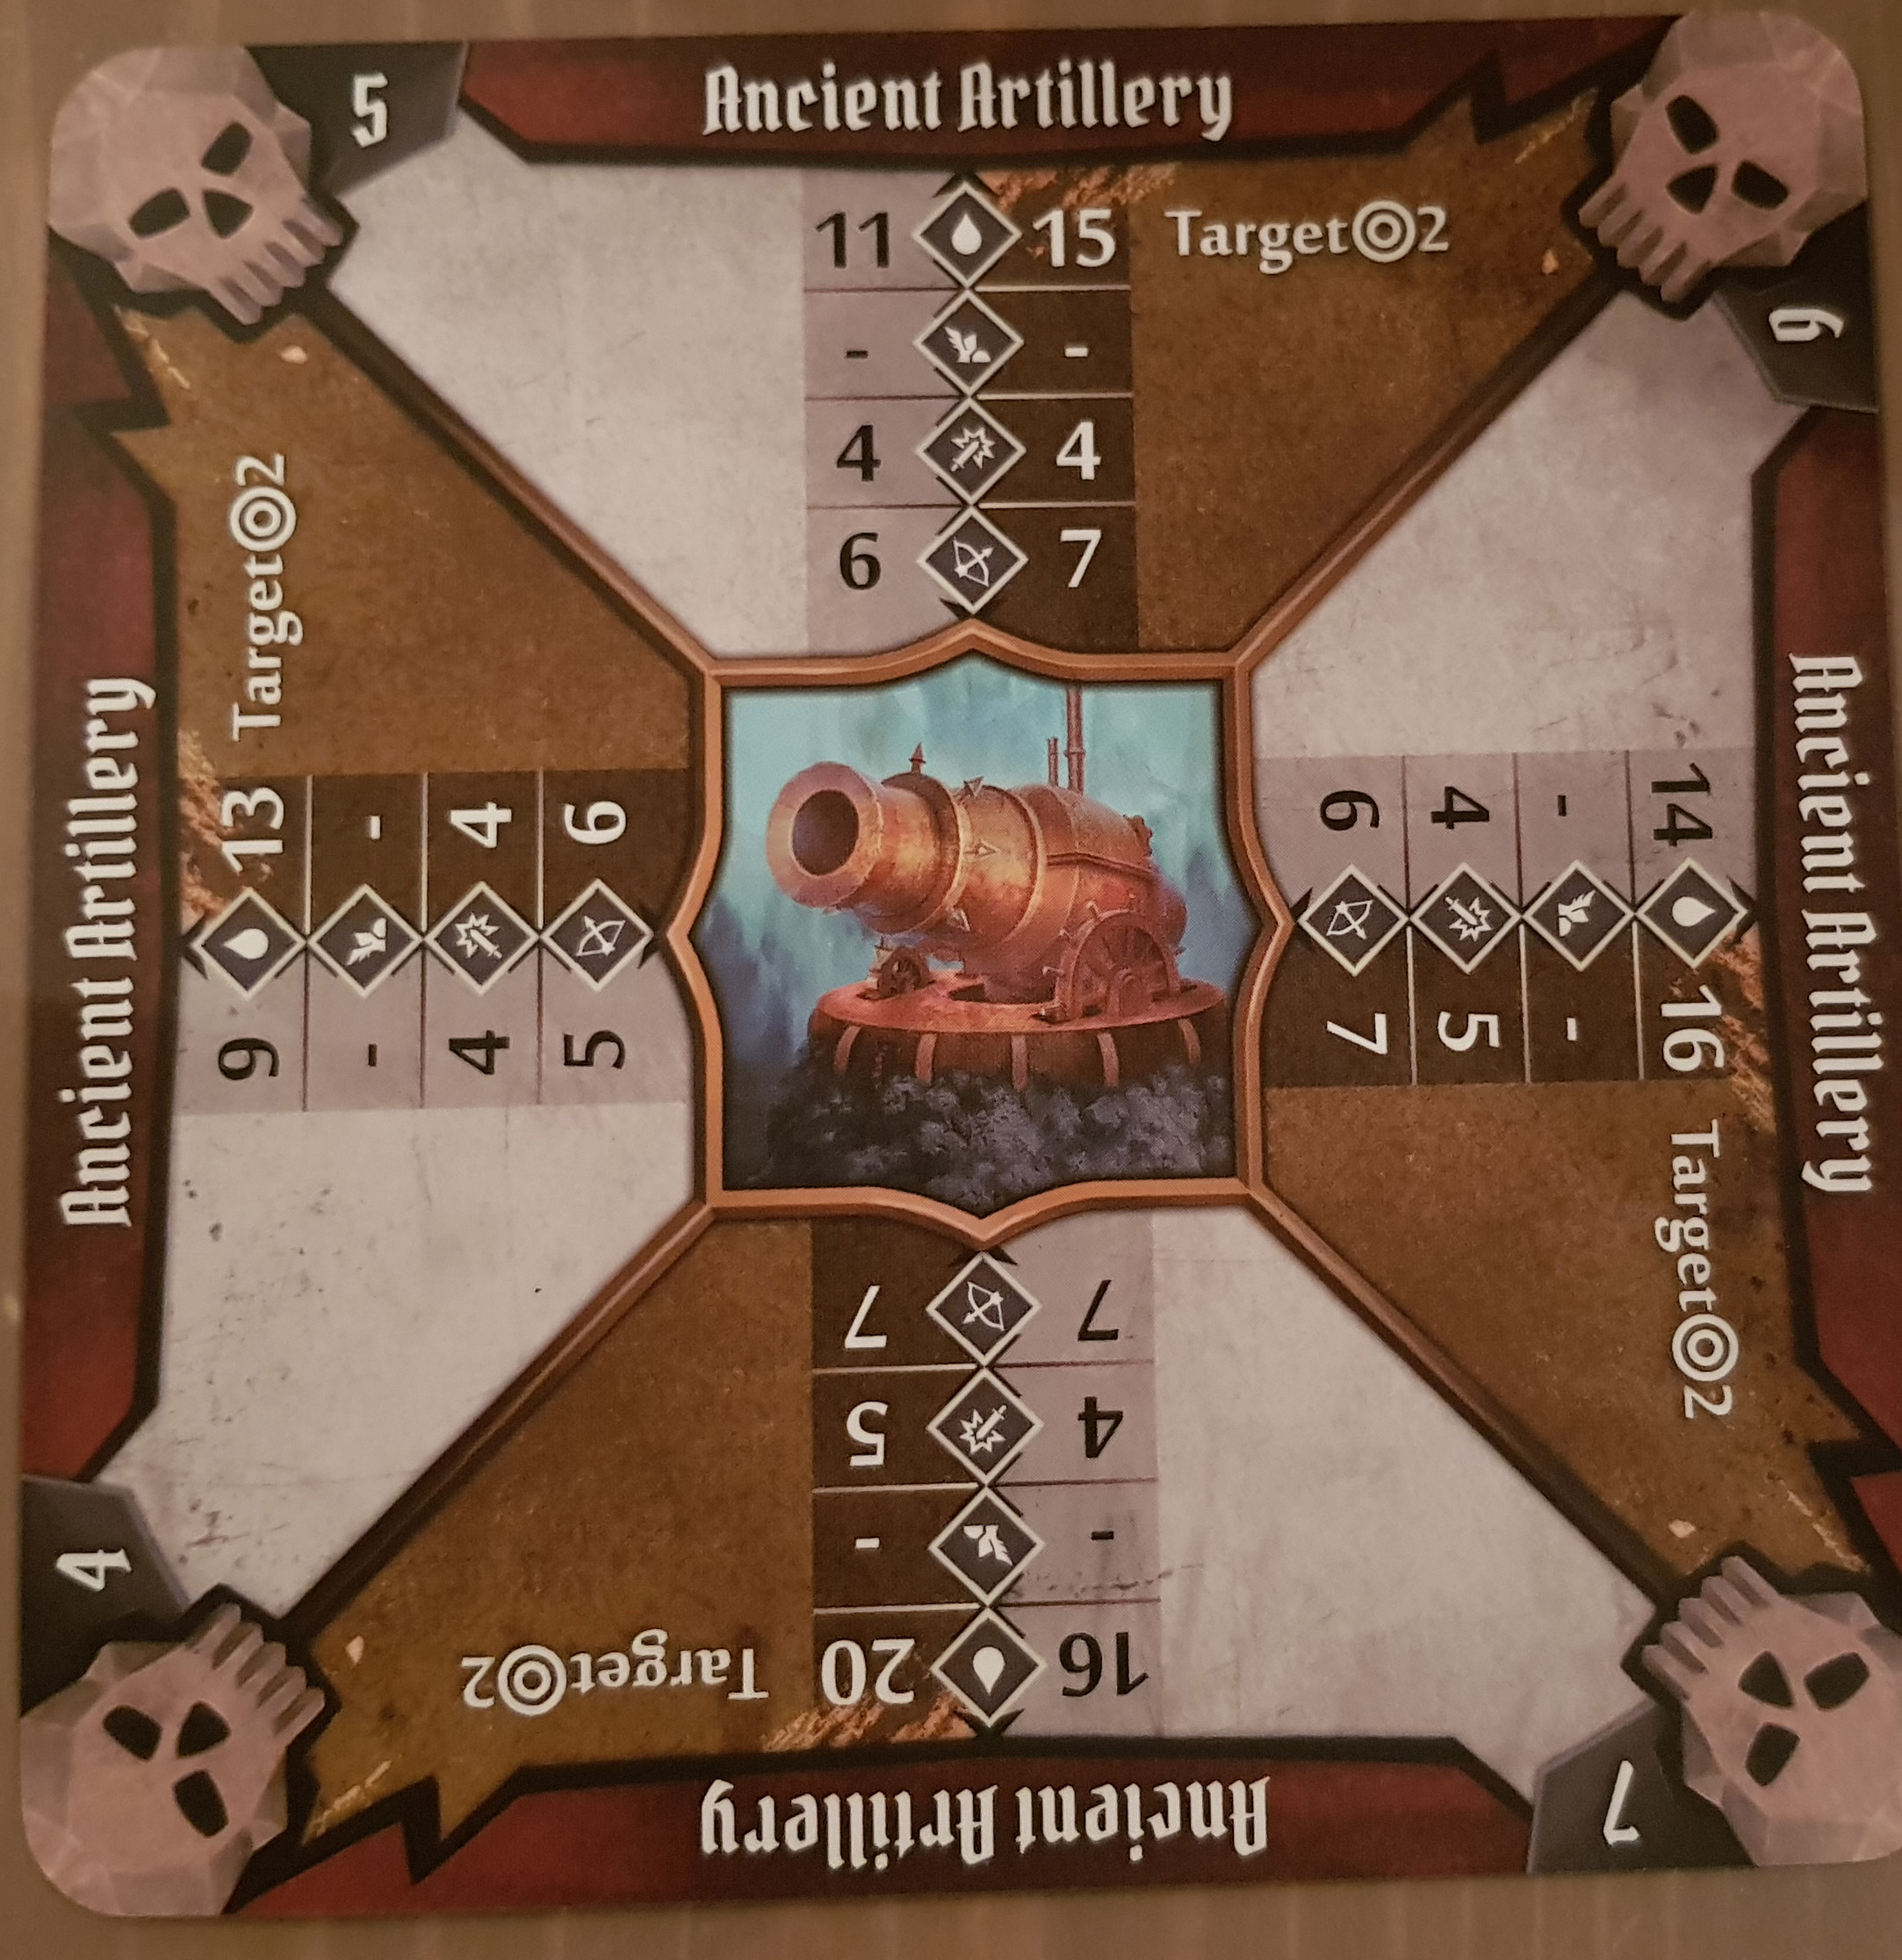 5
Ancient Artillery
11 15 Target 2
- -
4 4
6 7
6
Ancient Artillery
14 16 Target 2
- -
4 5
6 7
7
Ancient Artillery
16 20 Target 2
- -
4 5
7 7
4
Ancient Artillery
9 13 Target 2
- -
4 4
5 6